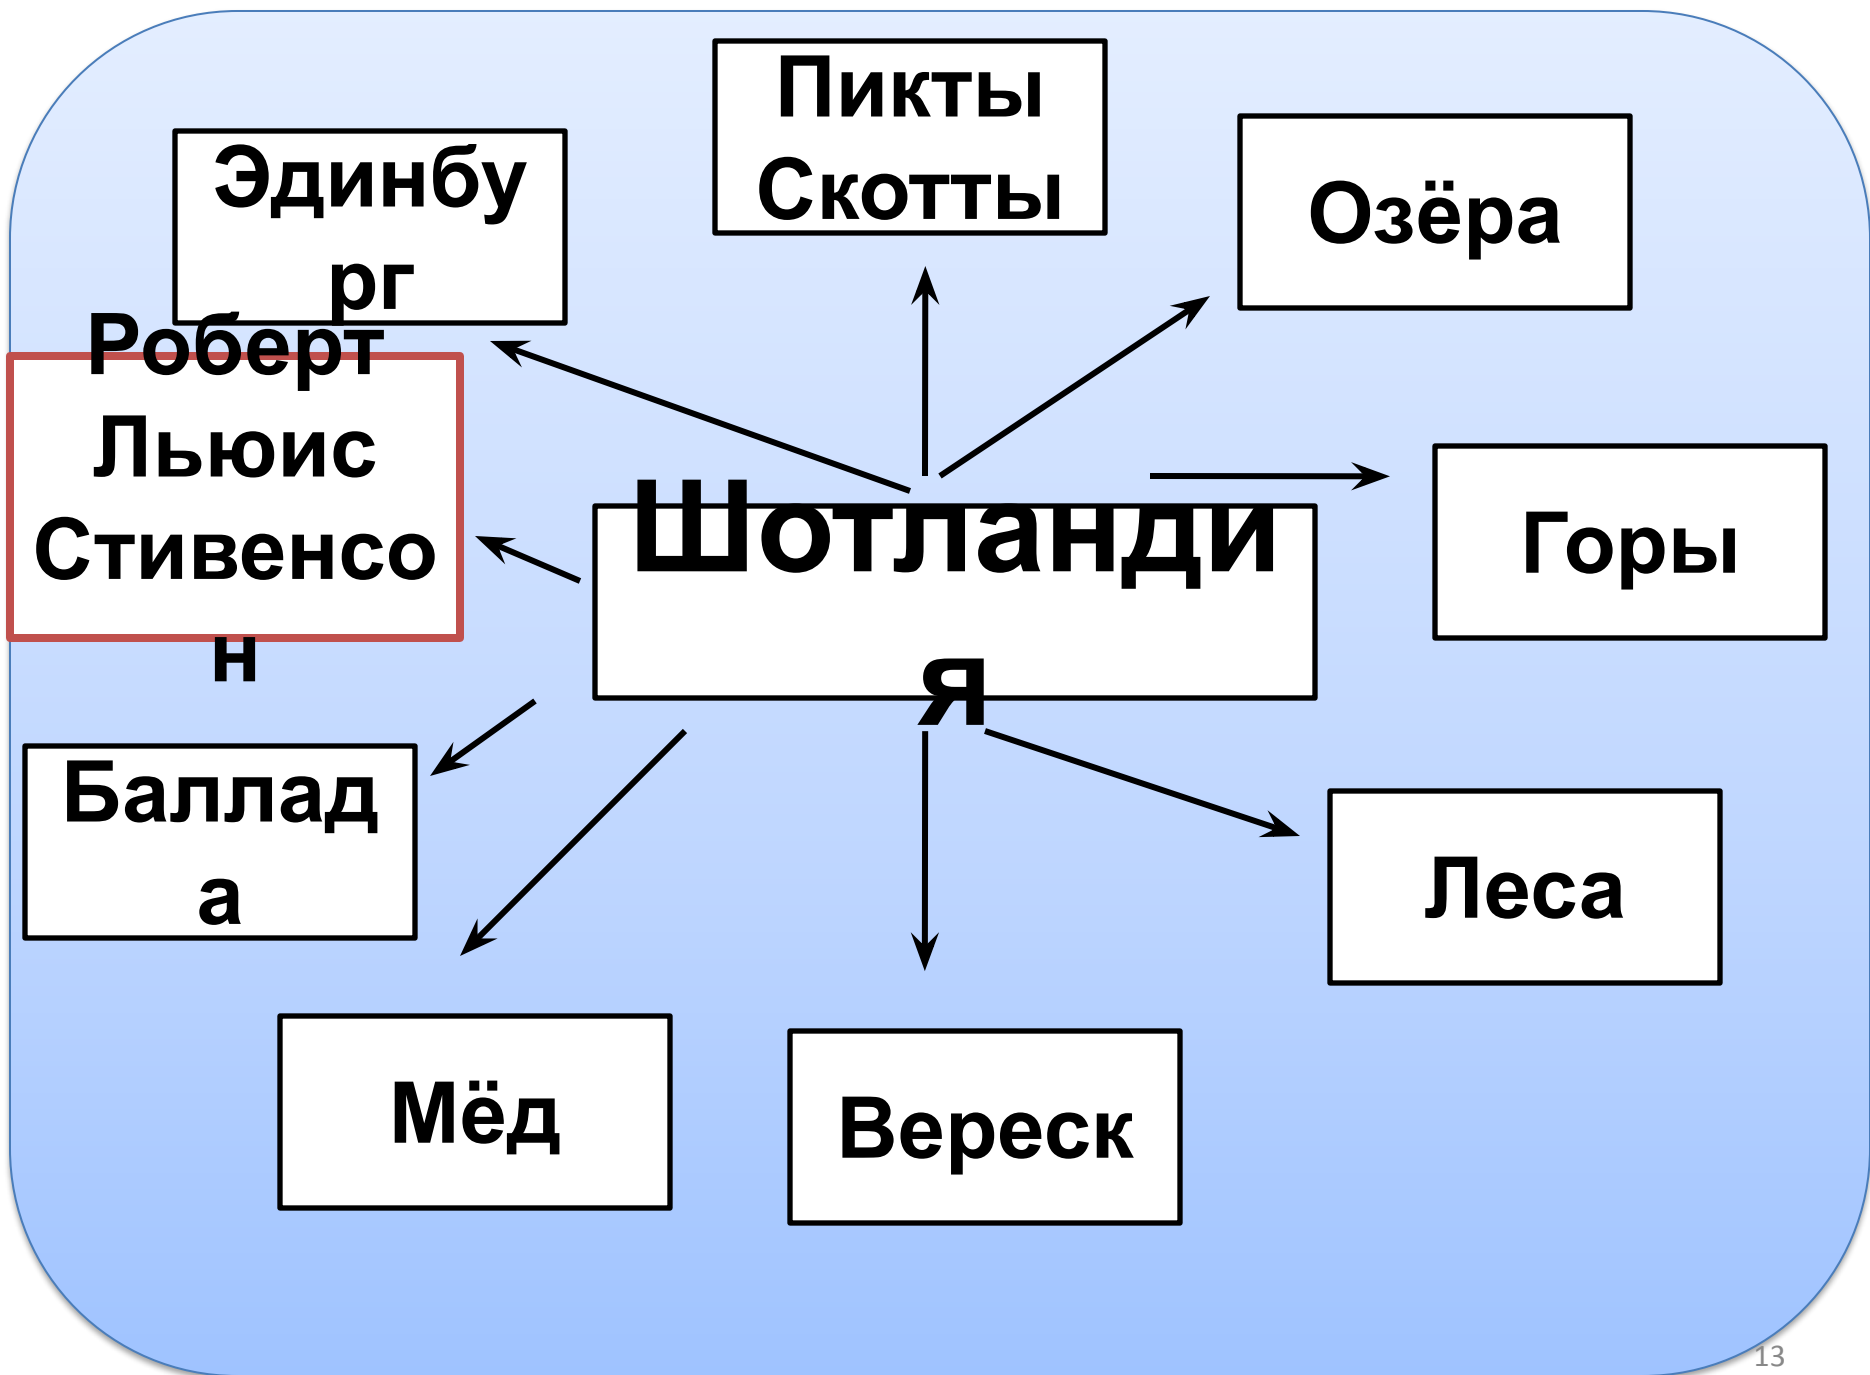 Пикты
Скотты
Эдинбу
рг
Озёра
Роберт
Льюис
Стивенсо
н
Шотланди
я
Горы
Баллад
а
Леса
Мёд
Вереск
13